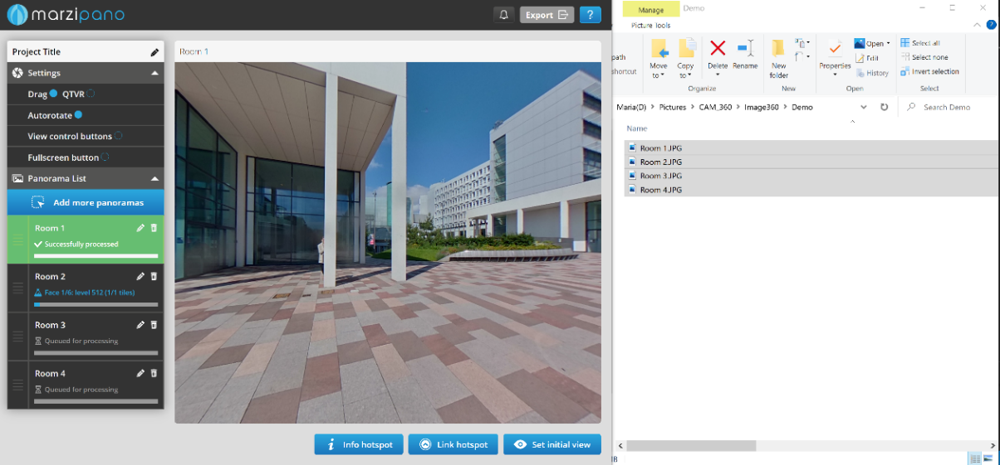 marzipano
Export
?
Project Title
Settings
Drag QTVR
Autorotate
View control buttons
Fullscreen button
Panorama List
Add more panoramas
Room 1
Successfully processed
Room 2
Face 1/6: level 512 (1/1 tiles)
Room 3
Queued for processing
Room 4
Queued for processing
Room 1
Info hotspot
Link hotspot
Set initial view
Manage
Demo
Picture Tools
?
path
shortcut
Move to
Copy to
Delete
Rename
Organize
New folder
New
Properties
Open
Edit
History
Open
Select all
Select none
Invert selection
Select
Maria(D) > Pictures > CAM_360 > Image360 > Demo
Search Demo
Name
Room 1.JPG
Room 2.JPG
Room 3.JPG
Room 4.JPG